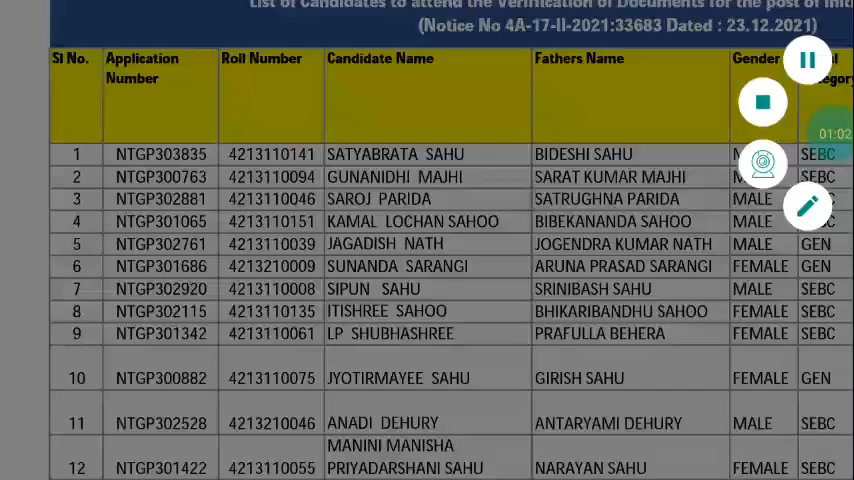 List of Candidates to attend the Verification of Documents for the post of
(Notice No 4A-17-II-2021:33683 Dated : 23.12.2021)
Sl No. Application Number Roll Number Candidate Name Fathers Name Gender
01:02
1 NTGP303835 4213110141 SATYABRATA SAHU BIDESHI SAHU SEBC
2 NTGP300763 4213110094 GUNANIDHI MAJHI SARAT KUMAR MAJHI SEBC
3 NTGP302881 4213110046 SAROJ PARIDA SATRUGHNA PARIDA MALE
4 NTGP301065 4213110151 KAMAL LOCHAN SAHOO BIBEKANANDA SAHOO MALE
5 NTGP302761 4213110039 JAGADISH NATH JOGENDRA KUMAR NATH MALE GEN
6 NTGP301686 4213210009 SUNANDA SARANGI ARUNA PRASAD SARANGI FEMALE GEN
7 NTGP302920 4213110008 SIPUN SAHU SRINIBASH SAHU MALE SEBC
8 NTGP302115 4213110135 ITISHREE SAHOO BHIKARIBANDHU SAHOO FEMALE SEBC
9 NTGP301342 4213110061 LP SHUBHASHREE PRAFULLA BEHERA FEMALE SEBC
10 NTGP300882 4213110075 JYOTIRMAYEE SAHU GIRISH SAHU FEMALE GEN
11 NTGP302528 4213210046 ANADI DEHURY ANTARYAMI DEHURY MALE SEBC
12 NTGP301422 4213110055 MANINI MANISHA PRIYADARSHANI SAHU NARAYAN SAHU FEMALE SEBC